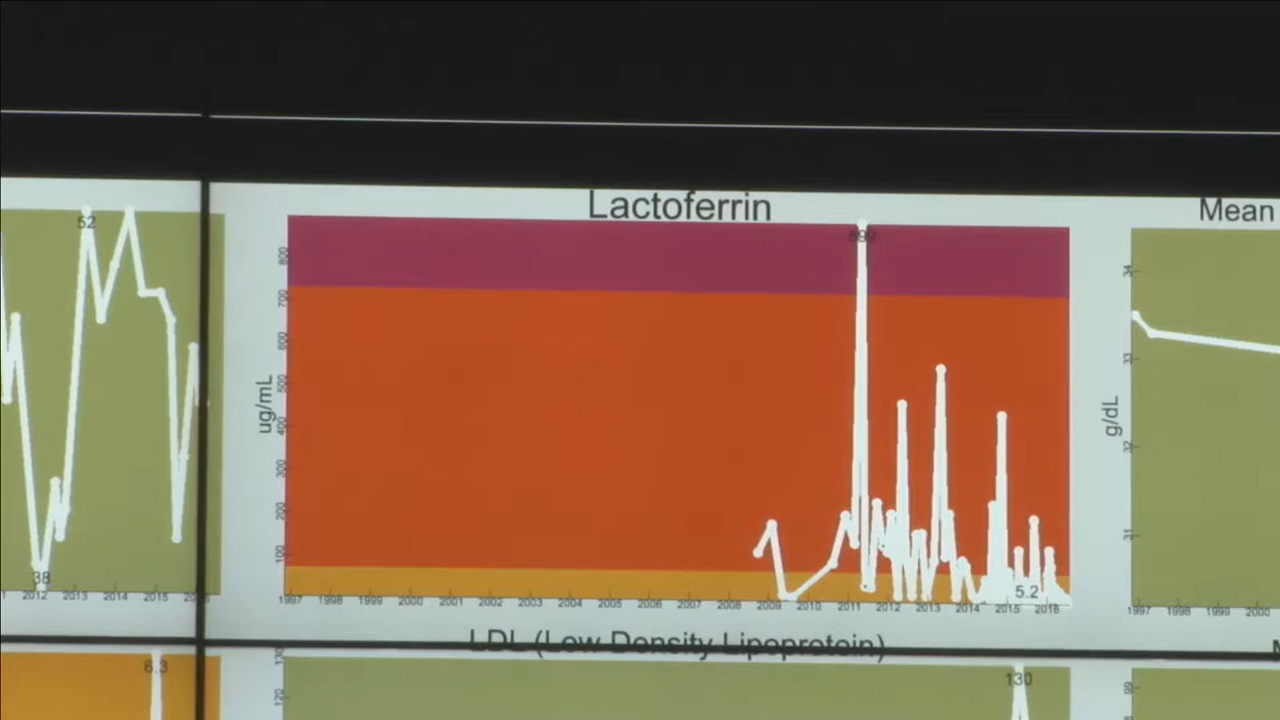 Lactoferrin
Mean
52
899
800
700
600
500
400
300
200
100
ug/mL
34
33
32
31
g/dL
38
5.2
2012 2013 2014 2015
1997 1998 1999 2000 2001 2002 2003 2004 2005 2006 2007 2008 2009 2010 2011 2012 2013 2014 2015 2016
1997 1998 1999 2000
LDL (Low Density Lipoprotein)
6.3
130
120
130
99